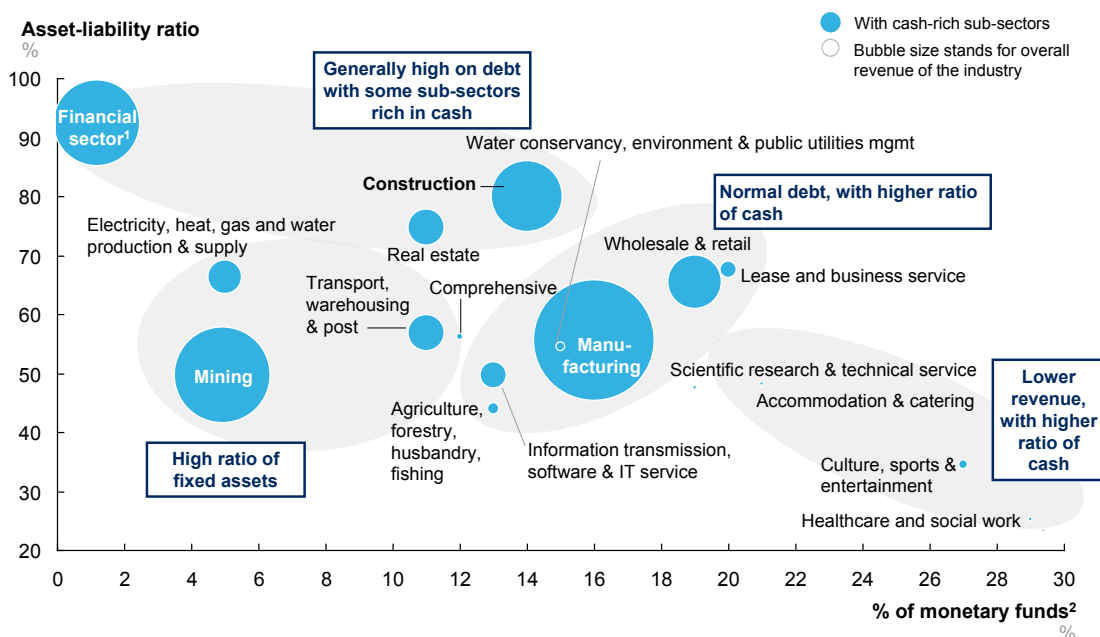 Asset-liability ratio
%
With cash-rich sub-sectors
Bubble size stands for overall
revenue of the industry
100
90
80
70
60
50
40
30
20
Generally high on debt
with some sub-sectors
rich in cash
Financial
sector¹
Water conservancy, environment & public utilities mgmt
Construction
Normal debt, with higher ratio
of cash
Electricity, heat, gas and water
production & supply
Real estate
Wholesale & retail
Lease and business service
Transport,
warehousing
& post
Comprehensive
Manu-
facturing
Mining
Scientific research & technical service
Accommodation & catering
Lower
revenue,
with higher
ratio of
cash
Agriculture,
forestry,
husbandry,
fishing
Information transmission,
software & IT service
High ratio of
fixed assets
Culture, sports &
entertainment
Healthcare and social work
0 2 4 6 8 10 12 14 16 18 20 22 24 26 28 30
% of monetary funds²
%